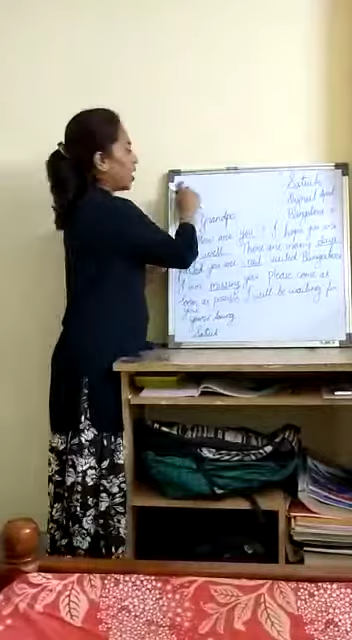 Satish
Bangalore
Grandpa
are you ? I hope you are
well. There are many days
you are not visited Bangalore
I am missing you. Please come as
soon as possible I will be waiting for
you
yours loving
Satish